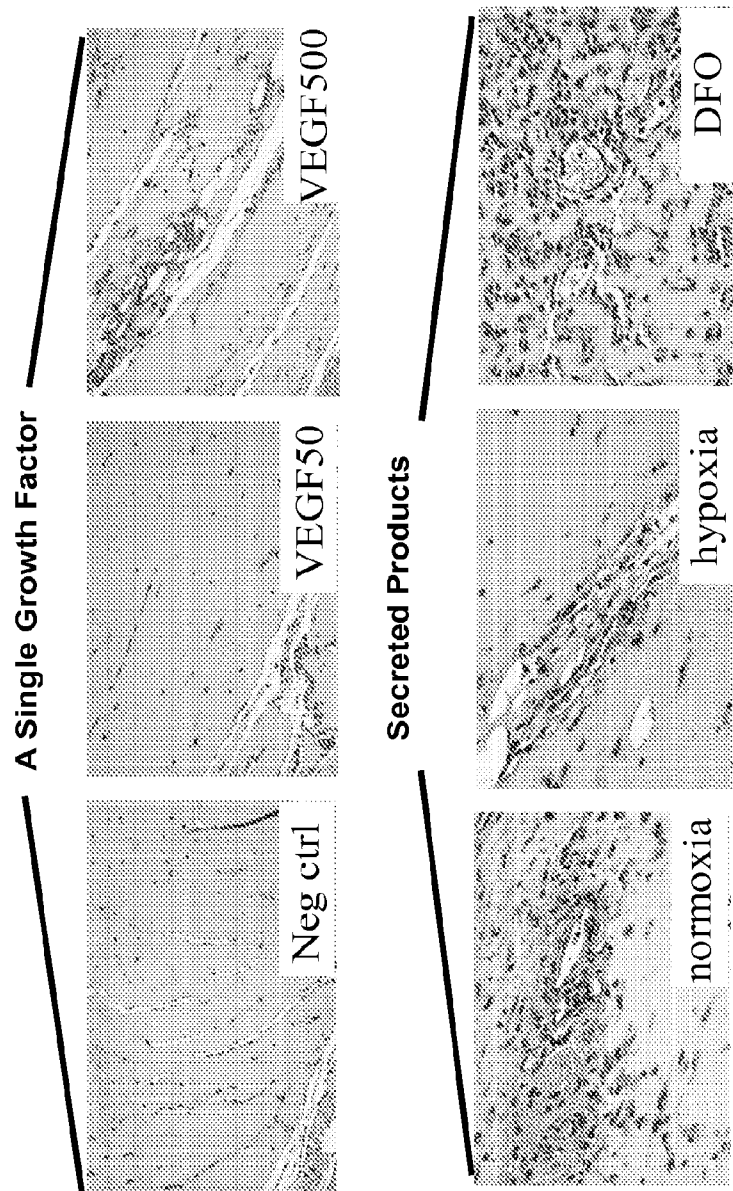 A Single Growth Factor
Neg ctrl
VEGF50
VEGF500
Secreted Products
normoxia
hypoxia
DFO